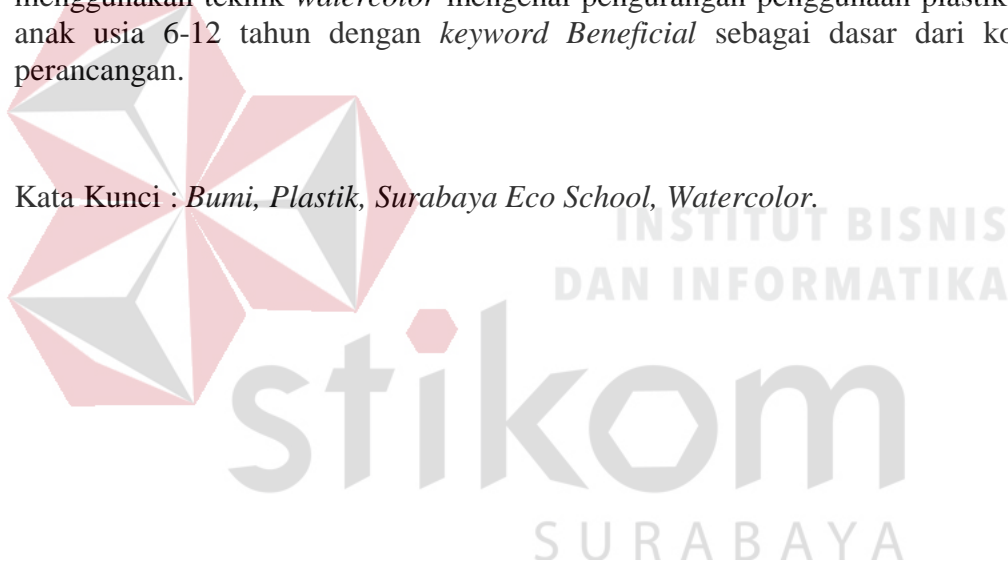 menggunakan teknik watercolor mengenai pengurangan penggunaan plastik
anak usia 6-12 tahun dengan keyword Beneficial sebagai dasar dari
perancangan.
Kata Kunci : Bumi, Plastik, Surabaya Eco School, Watercolor.
INSTITUT BISNIS
DAN INFORMATIKA
stikom
SURABAYA